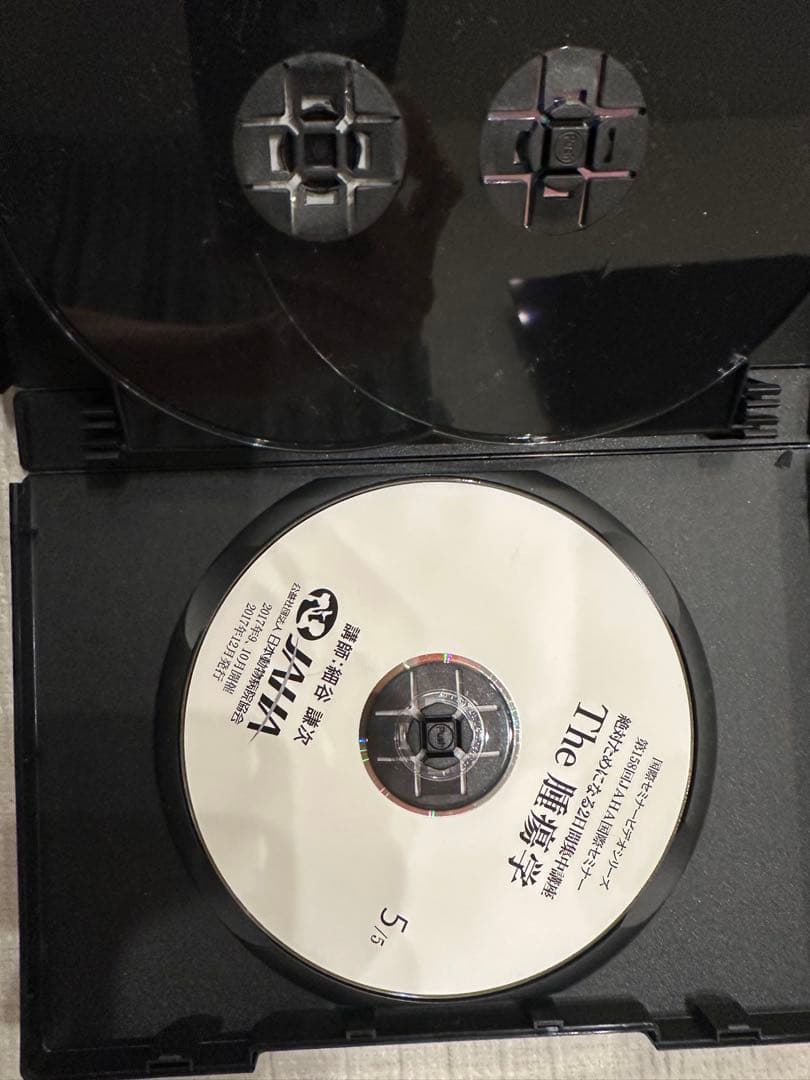 国際セミナービデオシリーズ
第158回JAHA国際セミナー
絶対ためになる2日間集中講座
The 腫瘍学
講師:細谷 謙次
JAHA
公益社団法人 日本動物病院協会
2017年9, 10月開催
2017年12月発行
5/5